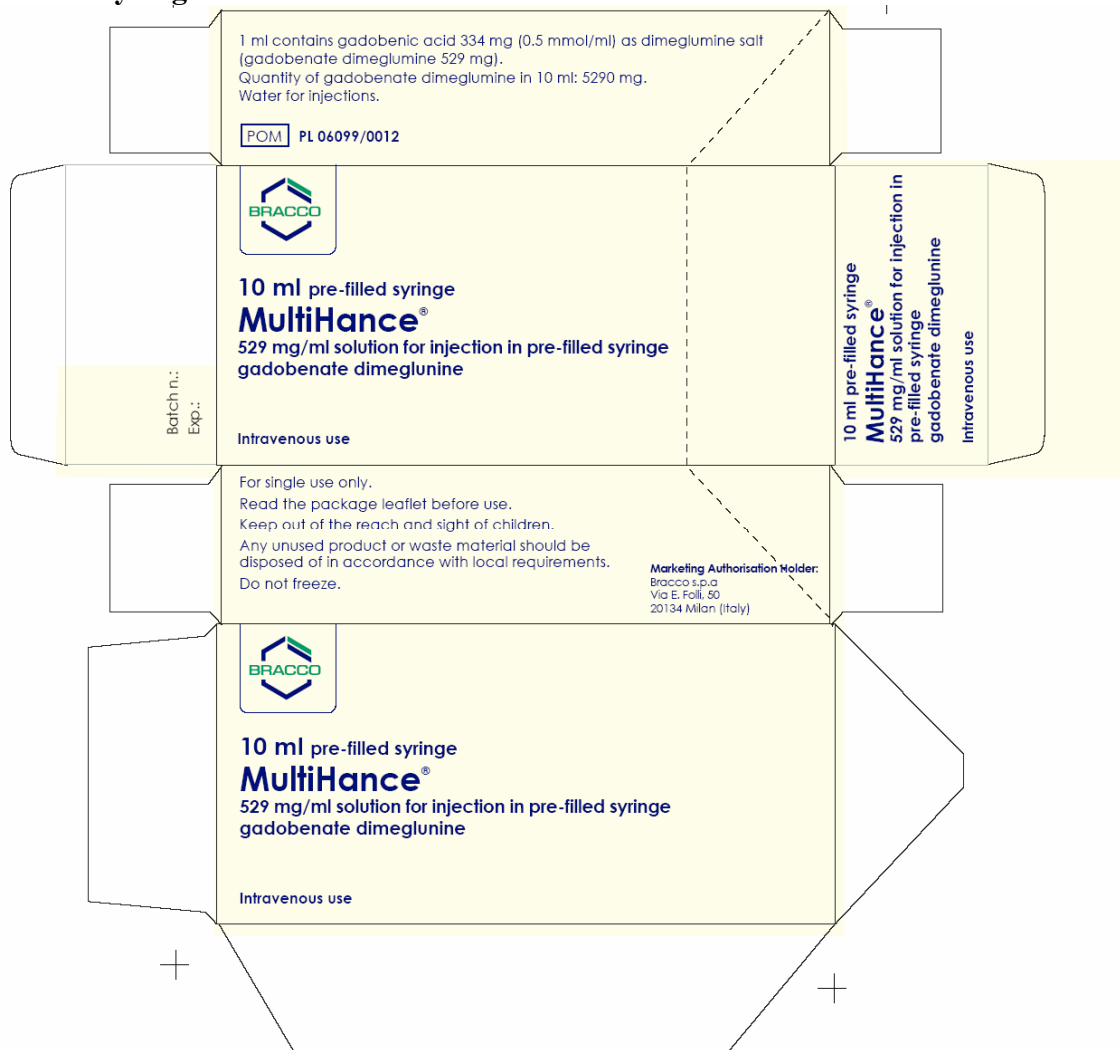 1 ml contains gadobenic acid 334 mg (0.5 mmol/ml) as dimeglumine salt
(gadobenate dimeglumine 529 mg).
Quantity of gadobenate dimeglumine in 10 ml: 5290 mg.
Water for injections.
POM PL 06099/0012
BRACCO
10 ml pre-filled syringe
MultiHance®
529 mg/ml solution for injection in pre-filled syringe
gadobenate dimeglunine
Intravenous use
Batch n.:
Exp.:
10 ml pre-filled syringe
MultiHance®
529 mg/ml solution for injection in
pre-filled syringe
gadobenate dimeglunine
Intravenous use
For single use only.
Read the package leaflet before use.
Keep out of the reach and sight of children.
Any unused product or waste material should be
disposed of in accordance with local requirements.
Do not freeze.
Marketing Authorisation Holder:
Bracco s.p.a
Via E. Folli, 50
20134 Milan (Italy)
BRACCO
10 ml pre-filled syringe
MultiHance®
529 mg/ml solution for injection in pre-filled syringe
gadobenate dimeglunine
Intravenous use